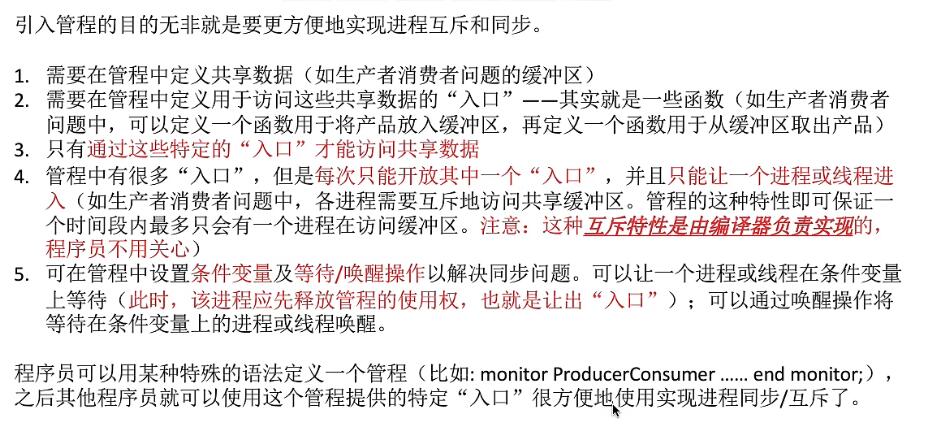 引入管程的目的无非就是要更方便地实现进程互斥和同步。
1. 需要在管程中定义共享数据（如生产者消费者问题的缓冲区）
2. 需要在管程中定义用于访问这些共享数据的“入口”——其实就是一些函数（如生产者消费者
问题中，可以定义一个函数用于将产品放入缓冲区，再定义一个函数用于从缓冲区取出产品）
3. 只有通过这些特定的“入口”才能访问共享数据
4. 管程中有很多“入口”，但是每次只能开放其中一个“入口”，并且只能让一个进程或线程进
入（如生产者消费者问题中，各进程需要互斥地访问共享缓冲区。管程的这种特性即可保证一
个时间段内最多只会有一个进程在访问缓冲区。注意：这种互斥特性是由编译器负责实现的，
程序员不用关心）
5. 可在管程中设置条件变量及等待/唤醒操作以解决同步问题。可以让一个进程或线程在条件变量
上等待（此时，该进程应先释放管程的使用权，也就是让出“入口”）；可以通过唤醒操作将
等待在条件变量上的进程或线程唤醒。
程序员可以用某种特殊的语法定义一个管程（比如: monitor ProducerConsumer …… end monitor;），
之后其他程序员就可以使用这个管程提供的特定“入口”很方便地使用实现进程同步/互斥了。